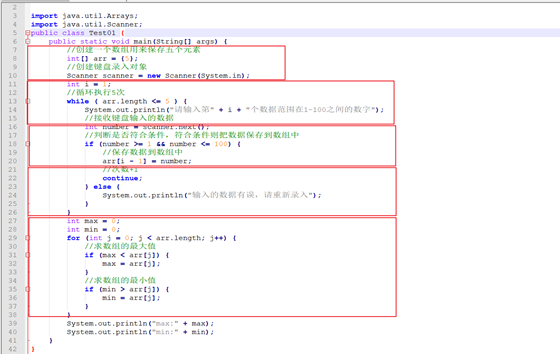 2
3 import java.util.Arrays;
4 import java.util.Scanner;
5 public class Test01 {
6 public static void main(String[] args) {
7 //创建一个数组用来保存五个元素
8 int[] arr = {5};
9 //创建键盘录入对象
10 Scanner scanner = new Scanner(System.in);
11 int i = 1;
12 //循环执行5次
13 while ( arr.length <= 5 ) {
14 System.out.println("请输入第" + i + "个数据范围在1-100之间的数字");
15 //接收键盘输入的数据
16 int number = scanner.next();
17 //判断是否符合条件，符合条件则把数据保存到数组中
18 if (number >= 1 && number <= 100) {
19 //保存数据到数组中
20 arr[i - 1] = number;
21 //次数+1
22 continue;
23 } else {
24 System.out.println("输入的数据有误，请重新录入");
25 }
26 }
27 int max = 0;
28 int min = 0;
29 for (int j = 0; j < arr.length; j++) {
30 //求数组的最大值
31 if (max < arr[j]) {
32 max = arr[j];
33 }
34 //求数组的最小值
35 if (min > arr[j]) {
36 min = arr[j];
37 }
38 }
39 System.out.println("max:" + max);
40 System.out.println("min:" + min);
41 }
42 }